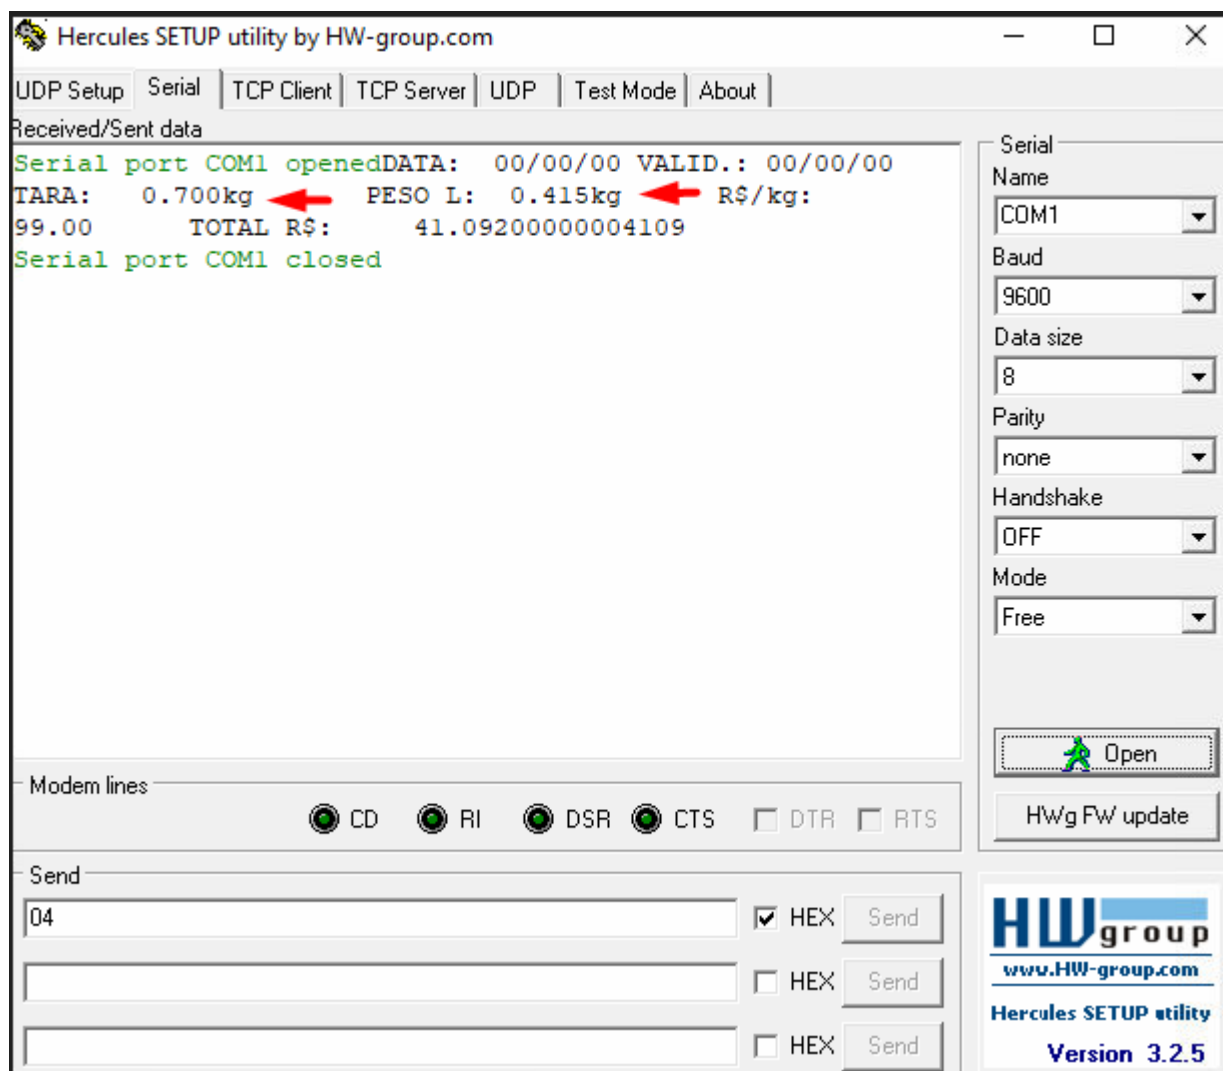 Hercules SETUP utility by HW-group.com
UDP Setup Serial TCP Client TCP Server UDP Test Mode About
Received/Sent data
Serial port COM1 openedDATA: 00/00/00 VALID.: 00/00/00
TARA: 0.700kg PESO L: 0.415kg R$/kg:
99.00 TOTAL R$: 41.09200000004109
Serial port COM1 closed
Serial
Name
COM1
Baud
9600
Data size
8
Parity
none
Handshake
OFF
Mode
Free
Open
HWg FW update
Modem lines
CD RI DSR CTS DTR RTS
Send
04 HEX Send
HEX Send
HEX Send
HWgroup
www.HW-group.com
Hercules SETUP utility
Version 3.2.5